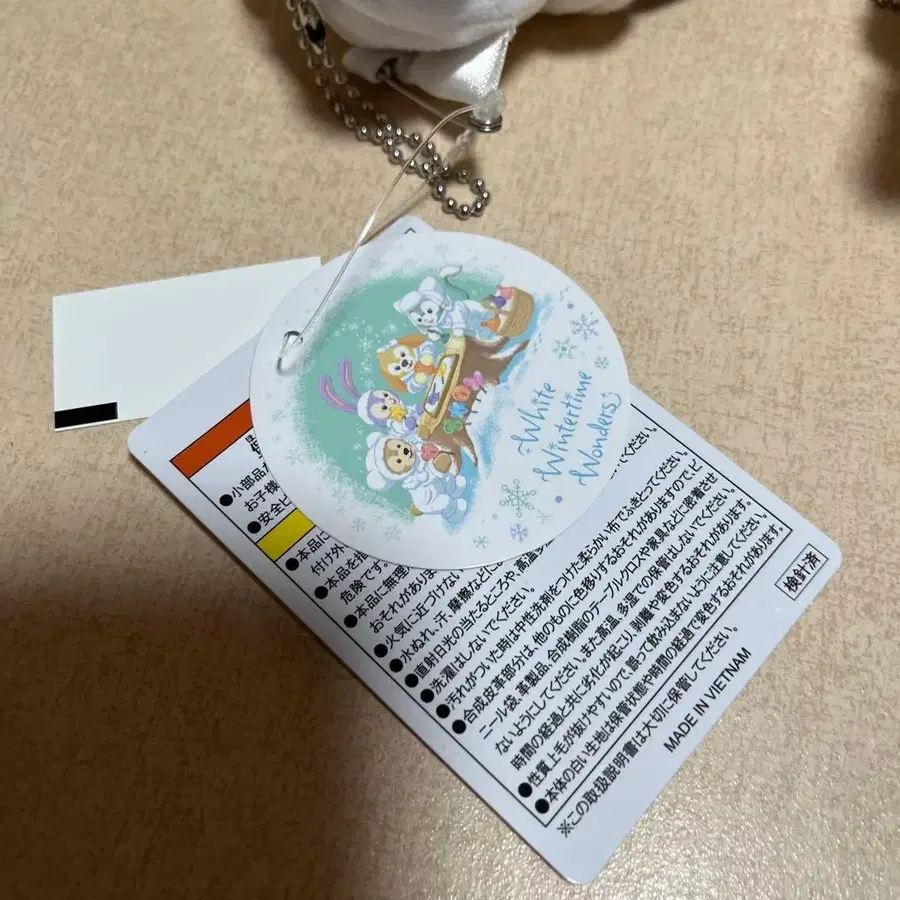 White
Wintertime
Wonders
●小部品
お子様
●安全ピ
●本品に
付け外
危険です。
●本品を
●本品に無理
おそれがありま
●火気に近づけない
●水ぬれ、汗、摩擦などに
●直射日光の当たるところや、高温
●洗濯はしないでください。
●汚れがついた時は中性洗剤をつけた柔らかい布でふきとってください。
●合成皮革部分は、他のものに色移りするおそれがありますのでビ
ニール袋、革製品、合成樹脂のテーブルクロスや家具などに密着させ
ないようにしてください。また高温、多湿での保管はしないでください。
時間の経過と共に劣化が起こり、剥離や変色するおそれがあります。
●性質上毛が抜けやすいので、誤って飲み込まないように注意してください。
●本体の白い生地は保管状態や時間の経過で変色するおそれがあります。
※この取扱説明書は大切に保管してください。
MADE IN VIETNAM
検針済